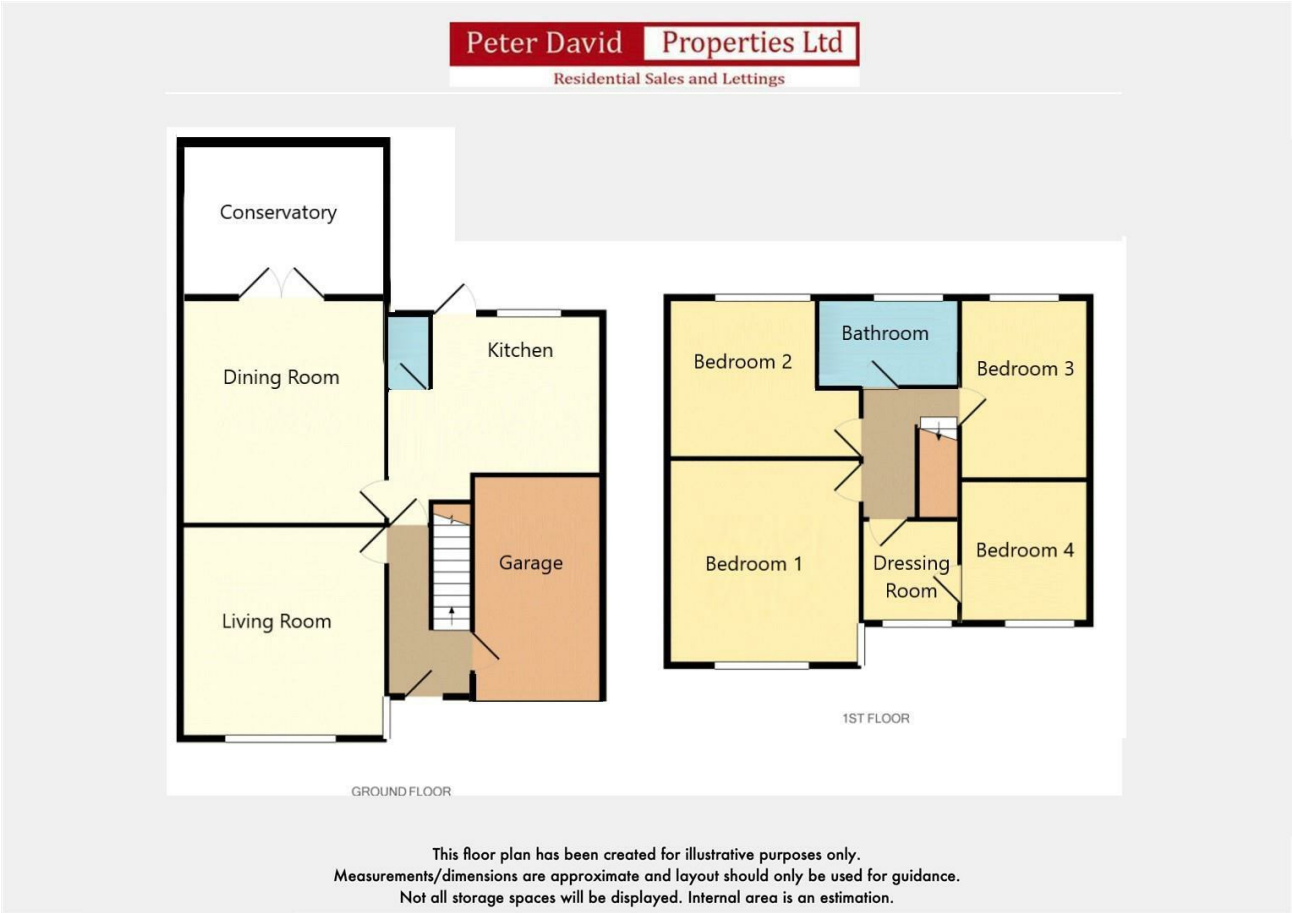 Peter David Properties Ltd
Residential Sales and Lettings
Conservatory
Dining Room
Kitchen
Living Room
Garage
GROUND FLOOR
Bedroom 2
Bathroom
Bedroom 3
Bedroom 1
Dressing
Room
Bedroom 4
1ST FLOOR
This floor plan has been created for illustrative purposes only.
Measurements/dimensions are approximate and layout should only be used for guidance.
Not all storage spaces will be displayed. Internal area is an estimation.